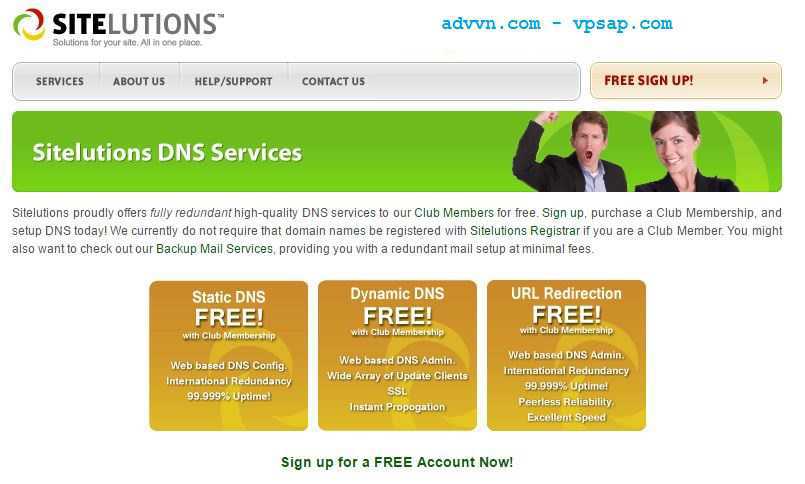 SITELUTIONS™
Solutions for your site. All in one place.
advvn.com - vpsap.com
SERVICES
ABOUT US
HELP/SUPPORT
CONTACT US
FREE SIGN UP!
Sitelutions DNS Services
Sitelutions proudly offers fully redundant high-quality DNS services to our Club Members for free. Sign up, purchase a Club Membership, and
setup DNS today! We currently do not require that domain names be registered with Sitelutions Registrar if you are a Club Member. You might
also want to check out our Backup Mail Services, providing you with a redundant mail setup at minimal fees.
Static DNS
FREE!
with Club Membership
Web based DNS Config.
International Redundancy
99.999% Uptime!
Dynamic DNS
FREE!
with Club Membership
Web based DNS Admin.
Wide Array of Update Clients
SSL
Instant Propogation
URL Redirection
FREE!
with Club Membership
Web based DNS Admin.
International Redundancy
99.999% Uptime!
Peerless Reliability.
Excellent Speed
Sign up for a FREE Account Now!